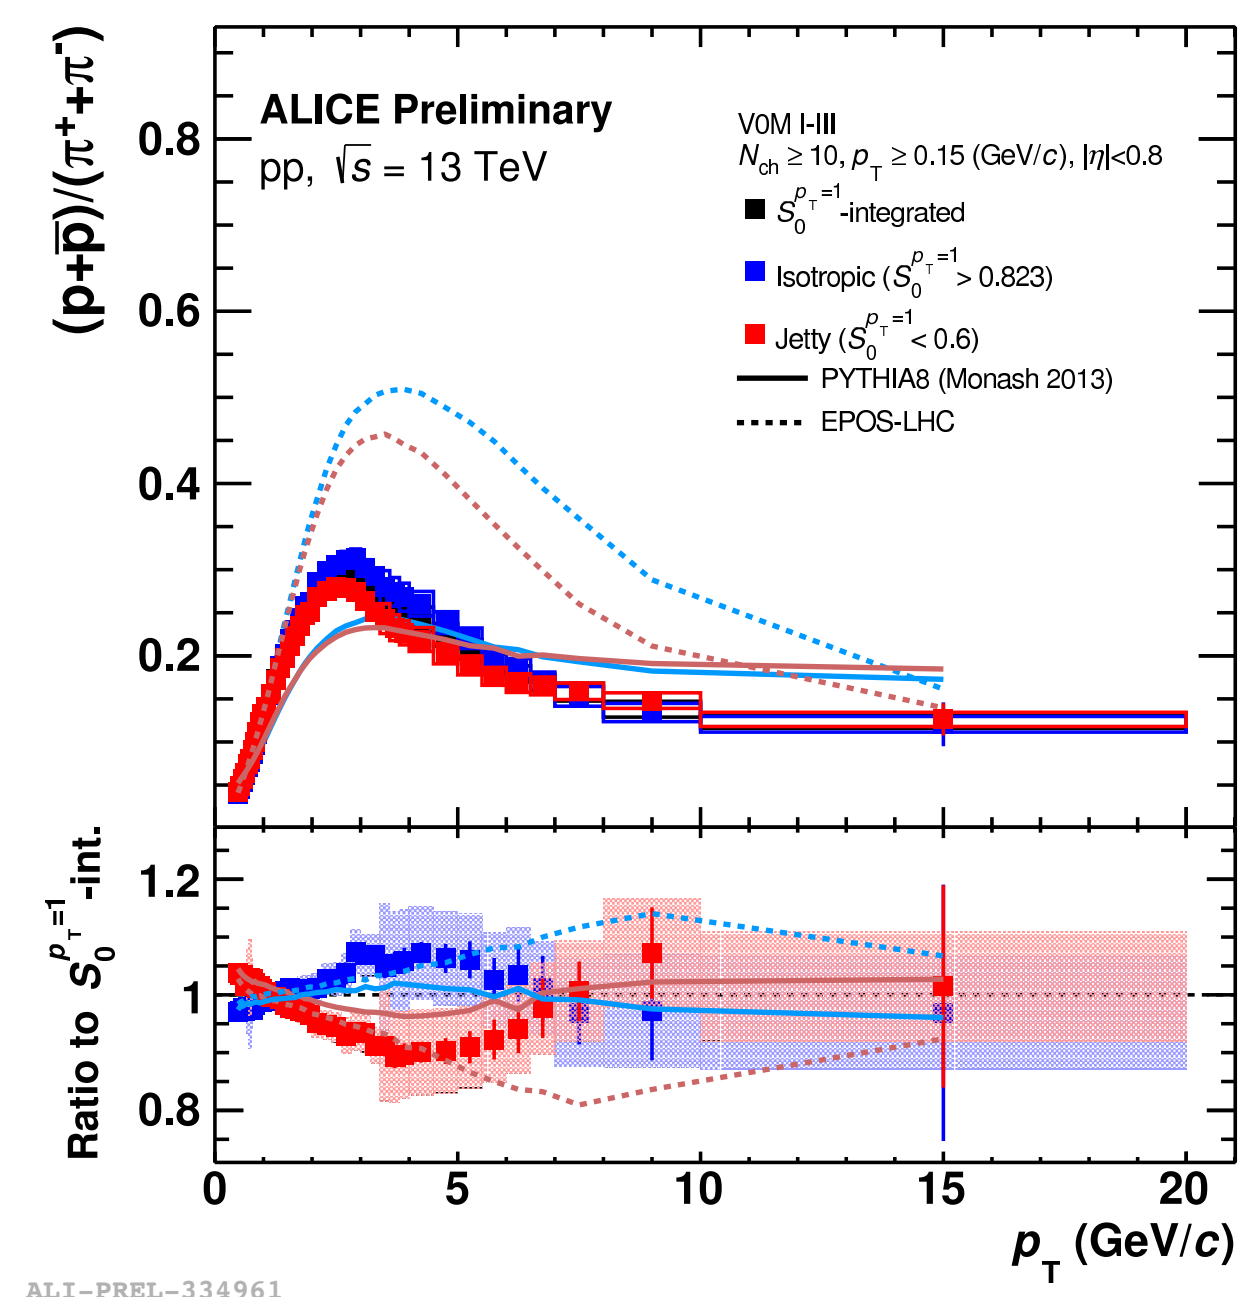 (p+p̅)/(π⁺+π⁻)
ALICE Preliminary
pp, √s = 13 TeV
V0M I-III
N_ch ≥ 10, p_T ≥ 0.15 (GeV/c), |η|<0.8
S_0^{p_T=1}-integrated
Isotropic (S_0^{p_T=1} > 0.823)
Jetty (S_0^{p_T=1} < 0.6)
PYTHIA8 (Monash 2013)
EPOS-LHC
0.8
0.6
0.4
0.2
Ratio to S_0^{p_T=1}-int.
1.2
1
0.8
0 5 10 15 20
p_T (GeV/c)
ALI-PREL-334961